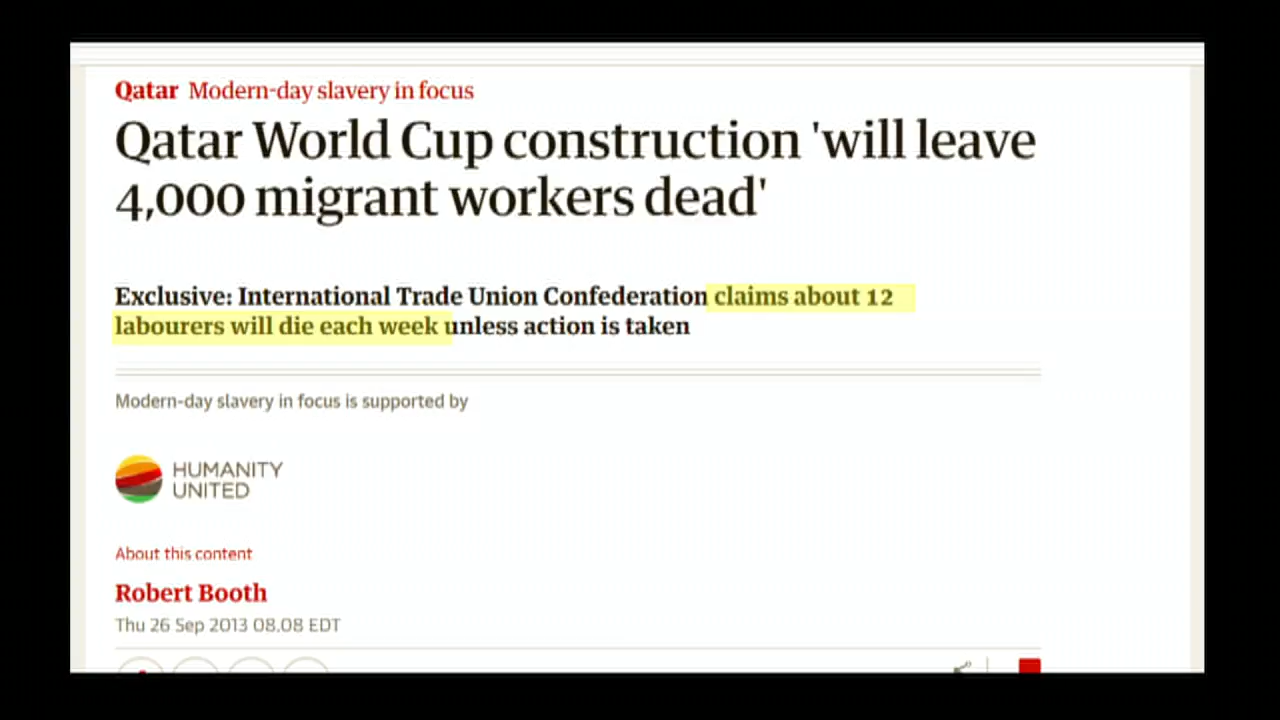 Qatar Modern-day slavery in focus
Qatar World Cup construction 'will leave
4,000 migrant workers dead'
Exclusive: International Trade Union Confederation claims about 12
labourers will die each week unless action is taken
Modern-day slavery in focus is supported by
HUMANITY
UNITED
About this content
Robert Booth
Thu 26 Sep 2013 08.08 EDT